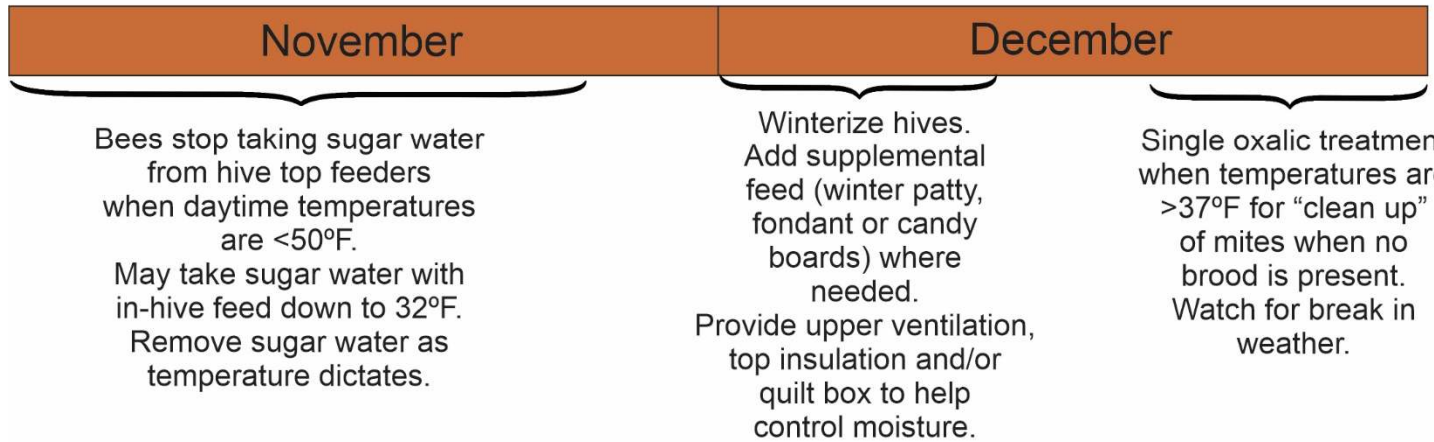 November
December
Bees stop taking sugar water
from hive top feeders
when daytime temperatures
are <50ºF.
May take sugar water with
in-hive feed down to 32ºF.
Remove sugar water as
temperature dictates.
Winterize hives.
Add supplemental
feed (winter patty,
fondant or candy
boards) where
needed.
Provide upper ventilation,
top insulation and/or
quilt box to help
control moisture.
Single oxalic treatmen
when temperatures are
>37ºF for “clean up”
of mites when no
brood is present.
Watch for break in
weather.